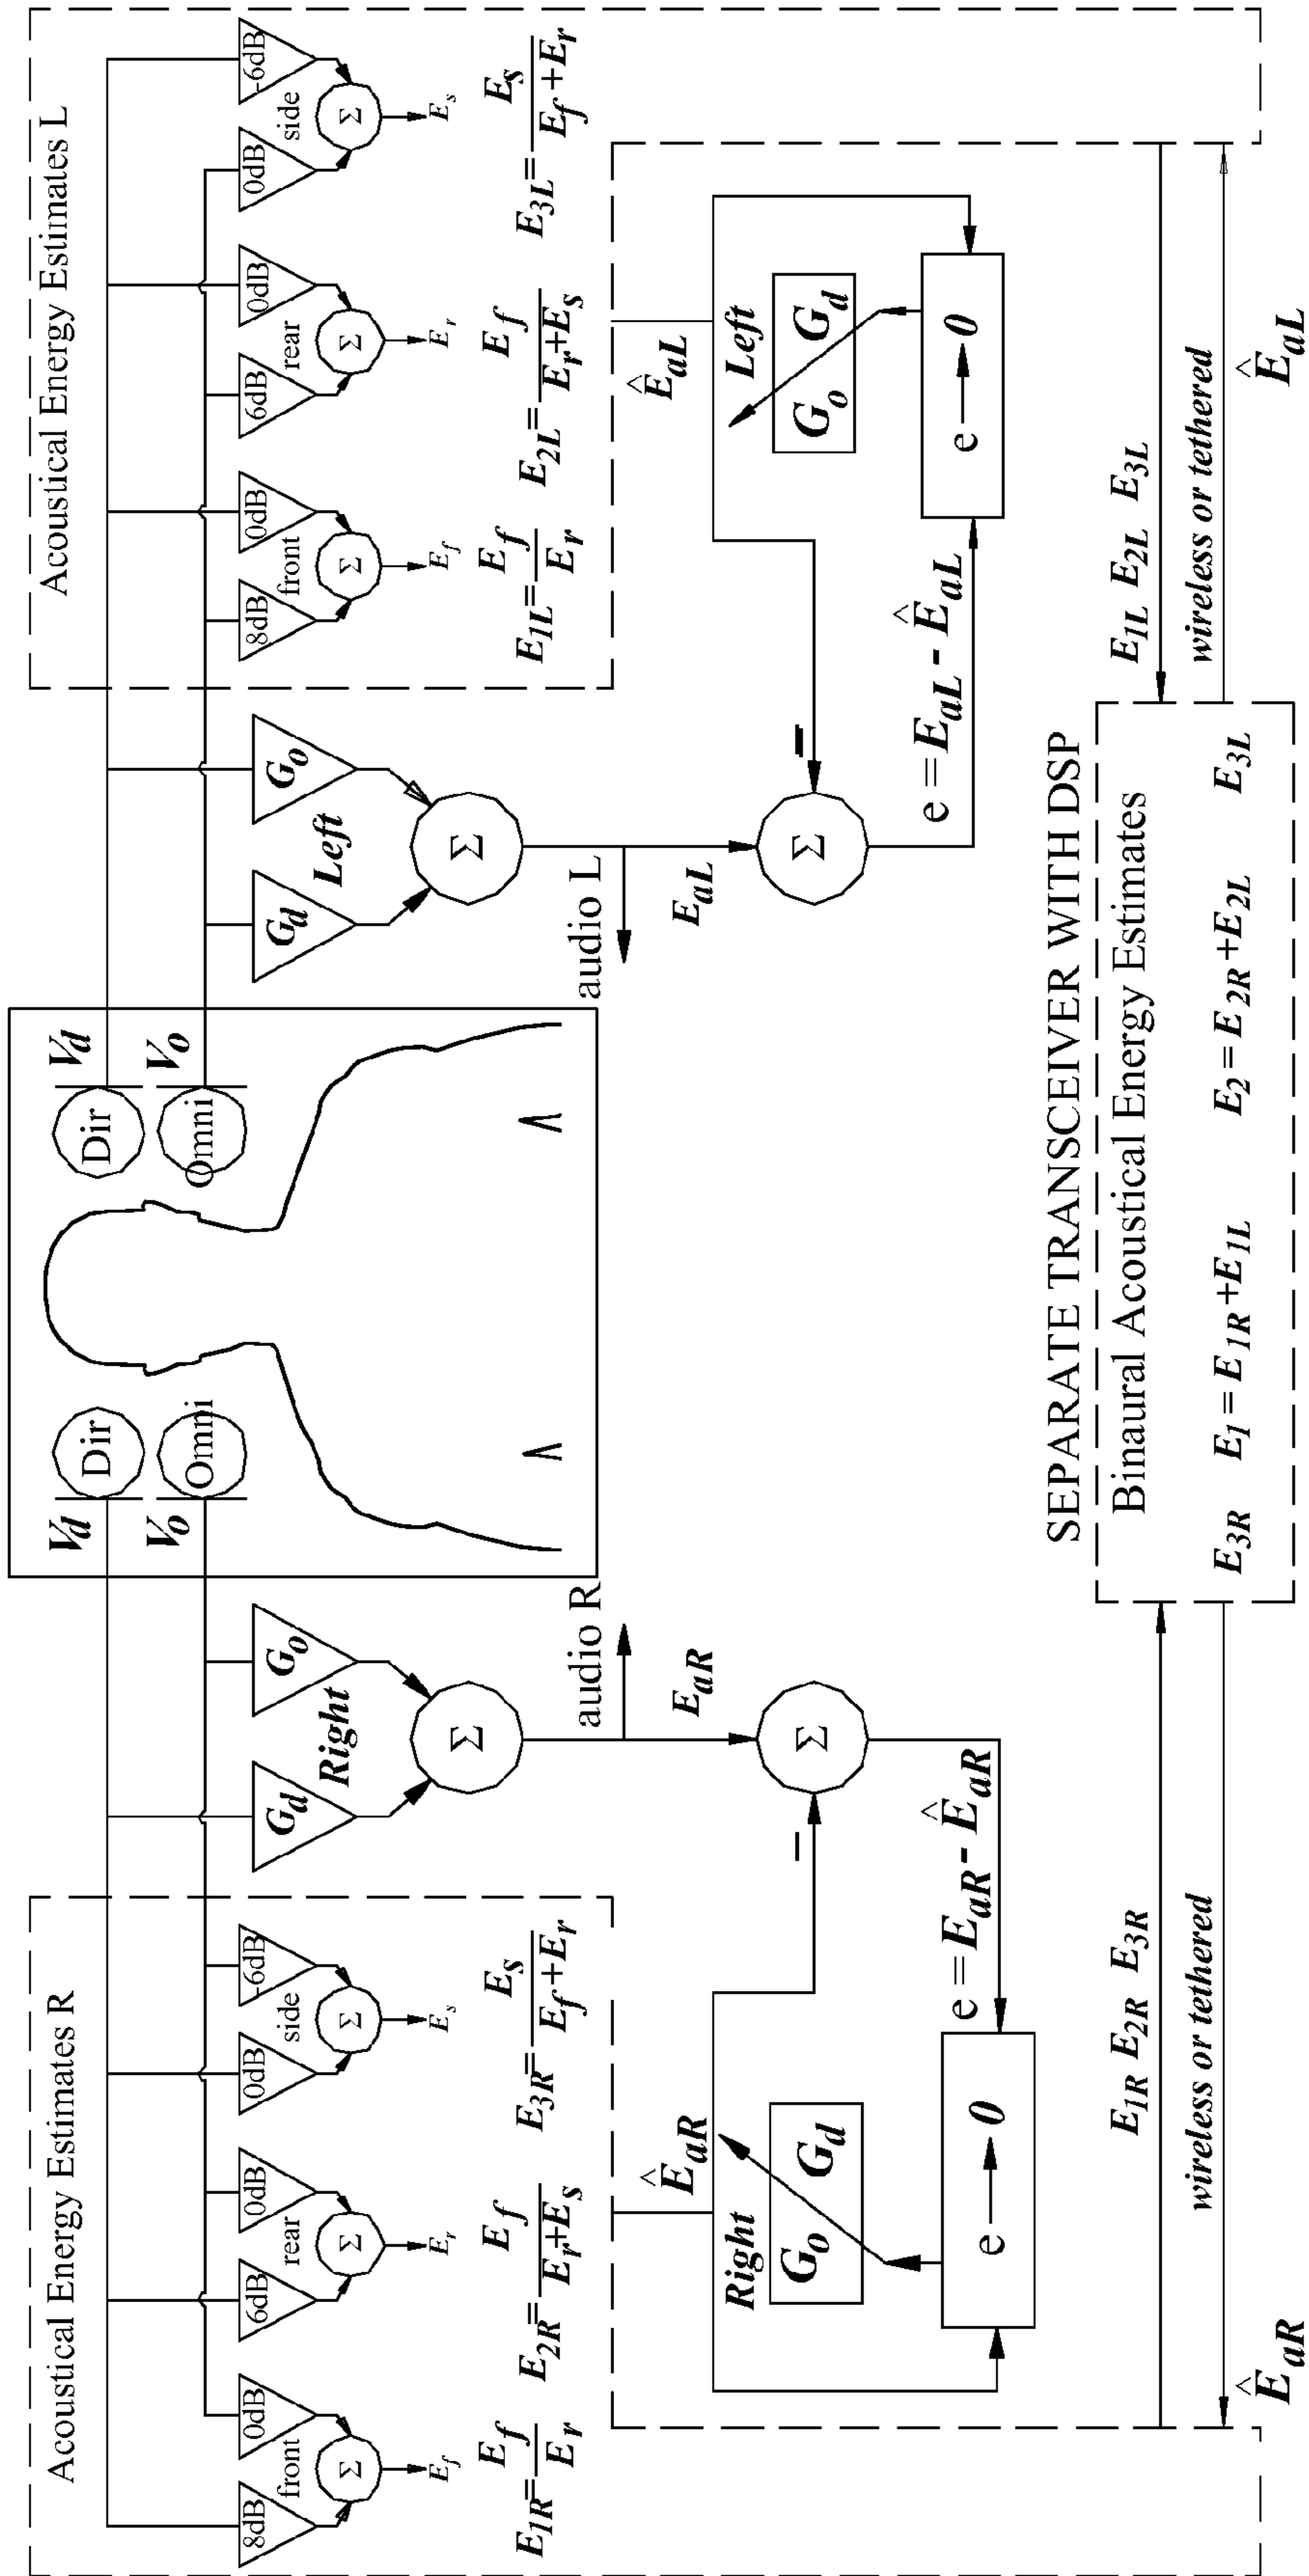 Acoustical Energy Estimates R
8dB
0dB
6dB
0dB
0dB
-6dB
front
rear
side
Σ
Σ
Σ
E_f
E_r
E_s
E_1R = E_f / E_r
E_2R = E_f / E_r+E_s
E_3R = E_s / E_f+E_r
G_d
G_o
Right
Σ
audio R
E_aR
Σ
−
Ê_aR
Right
G_o G_d
e → 0
e = E_aR - Ê_aR
V_d
V_o
Dir
Omni
Dir
Omni
V_d
V_o
G_d
G_o
Left
Σ
audio L
E_aL
Σ
−
Ê_aL
Left
G_o G_d
e → 0
e = E_aL - Ê_aL
Acoustical Energy Estimates L
8dB
0dB
6dB
0dB
0dB
-6dB
front
rear
side
Σ
Σ
Σ
E_f
E_r
E_s
E_1L = E_f / E_r
E_2L = E_f / E_r+E_s
E_3L = E_s / E_f+E_r
E_1R E_2R E_3R
wireless or tethered
Ê_aR
SEPARATE TRANSCEIVER WITH DSP
Binaural Acoustical Energy Estimates
E_3R E_1 = E_1R + E_1L E_2 = E_2R + E_2L E_3L
E_1L E_2L E_3L
wireless or tethered
Ê_aL